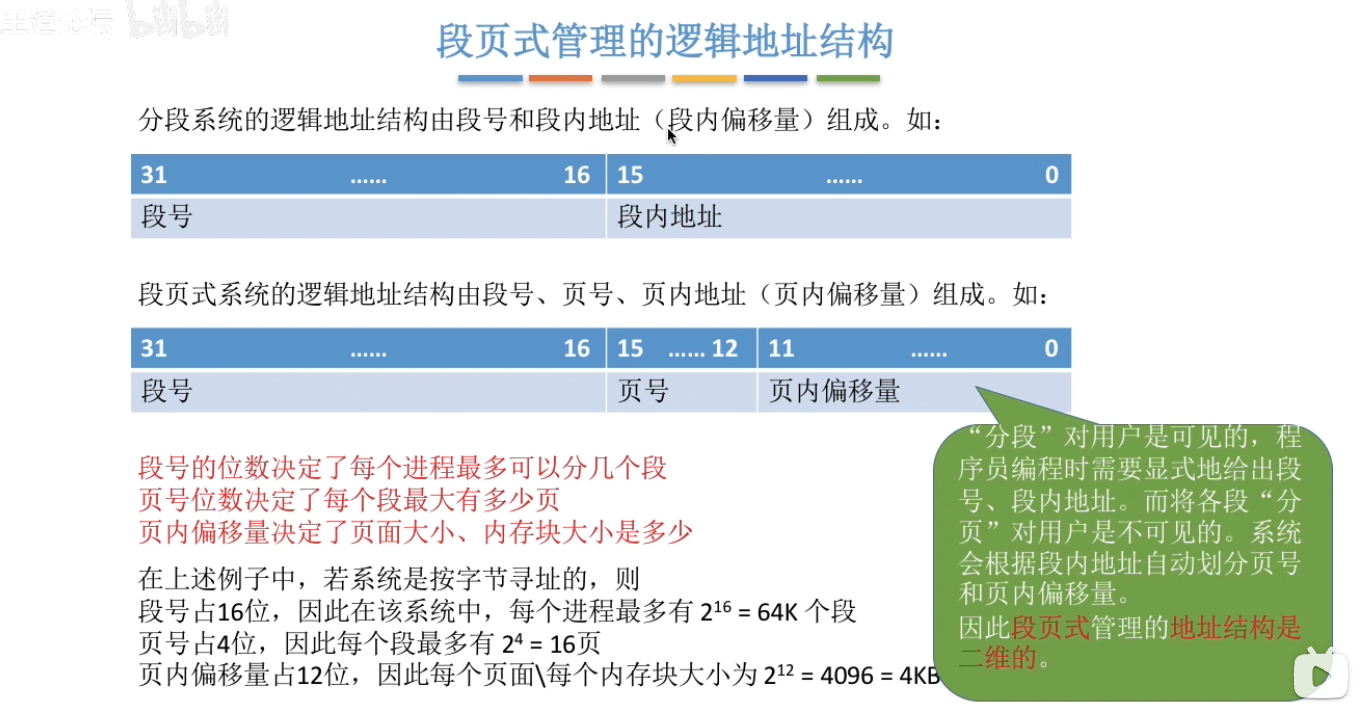 王道论坛 bilibili
段页式管理的逻辑地址结构
分段系统的逻辑地址结构由段号和段内地址（段内偏移量）组成。如：
31 …… 16 15 …… 0
段号 段内地址
段页式系统的逻辑地址结构由段号、页号、页内地址（页内偏移量）组成。如：
31 …… 16 15 …… 12 11 …… 0
段号 页号 页内偏移量
段号的位数决定了每个进程最多可以分几个段
页号位数决定了每个段最大有多少页
页内偏移量决定了页面大小、内存块大小是多少
在上述例子中，若系统是按字节寻址的，则
段号占16位，因此在该系统中，每个进程最多有 2¹⁶ = 64K 个段
页号占4位，因此每个段最多有 2⁴ = 16页
页内偏移量占12位，因此每个页面\每个内存块大小为 2¹² = 4096 = 4KB
“分段”对用户是可见的，程
序员编程时需要显式地给出段
号、段内地址。而将各段“分
页”对用户是不可见的。系统
会根据段内地址自动划分页号
和页内偏移量。
因此段页式管理的地址结构是
二维的。